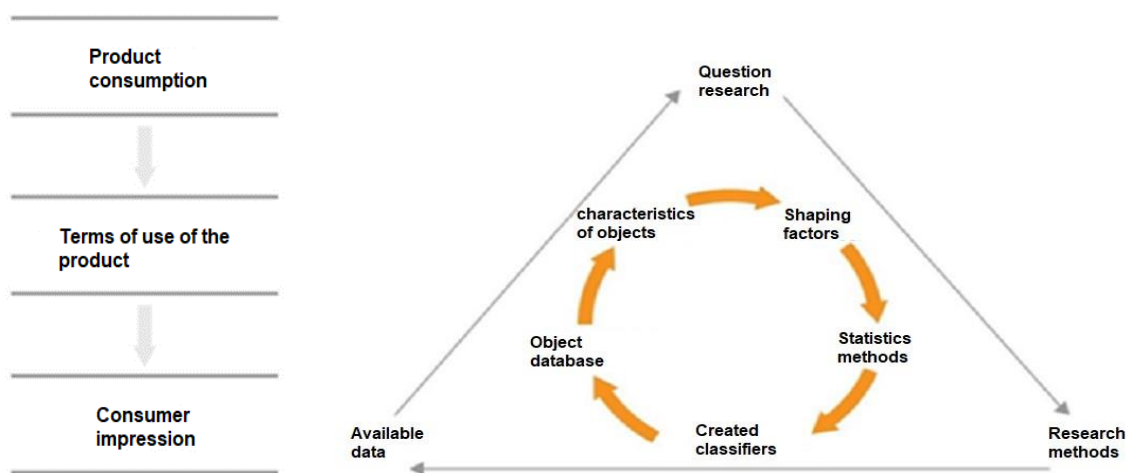 Product
consumption
Terms of use of the
product
Consumer
impression
Question
research
characteristics
of objects
Shaping
factors
Object
database
Statistics
methods
Created
classifiers
Available
data
Research
methods